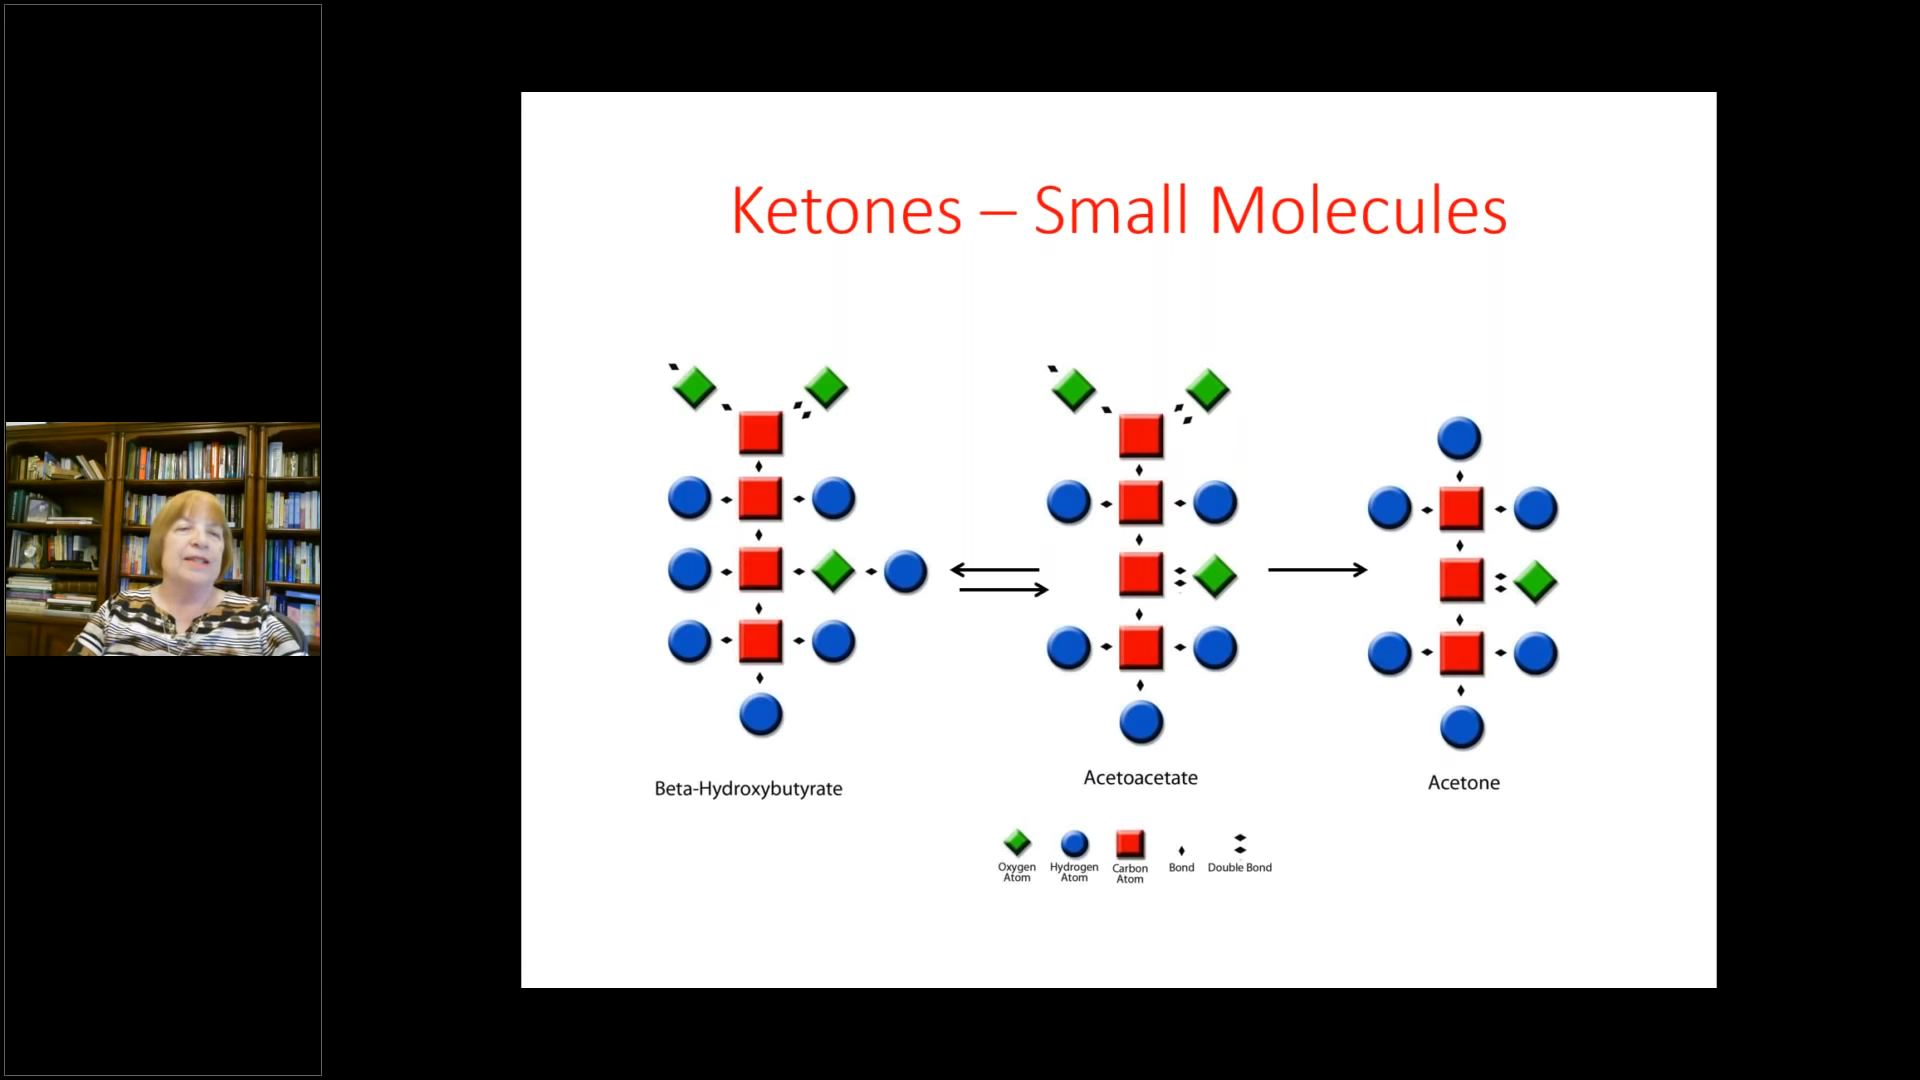 Ketones – Small Molecules
Beta-Hydroxybutyrate
Acetoacetate
Acetone
Oxygen
Atom
Hydrogen
Atom
Carbon
Atom
Bond
Double Bond